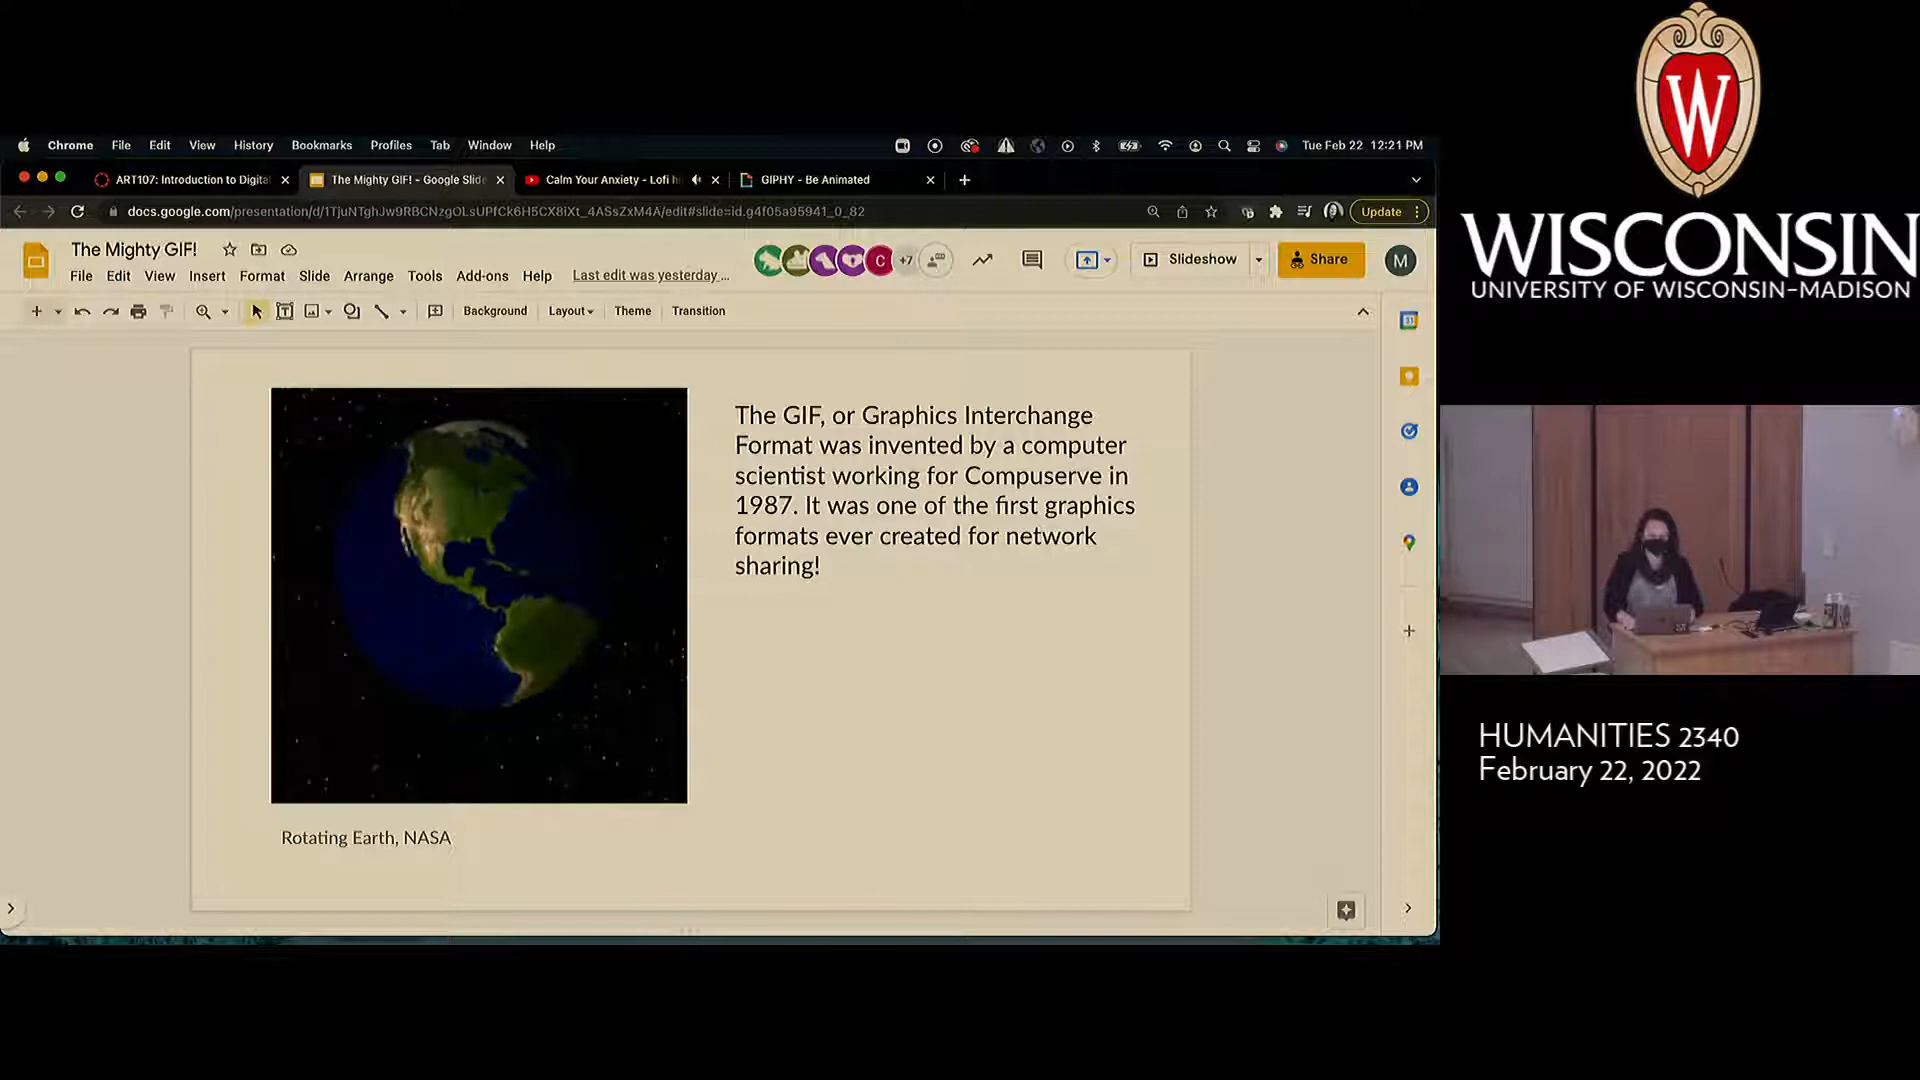 Chrome File Edit View History Bookmarks Profiles Tab Window Help
Tue Feb 22 12:21 PM
ART107: Introduction to Digital
The Mighty GIF! - Google Slide
Calm Your Anxiety - Lofi hi
GIPHY - Be Animated
docs.google.com/presentation/d/1TjuNTghJw9RBCNzgOLsUPfCk6H5CX8iXt_4ASsZxM4A/edit#slide=id.g4f05a95941_0_82
Update
The Mighty GIF!
C
+7
Slideshow
Share
M
File Edit View Insert Format Slide Arrange Tools Add-ons Help
Last edit was yesterday ...
Background Layout Theme Transition
The GIF, or Graphics Interchange
Format was invented by a computer
scientist working for Compuserve in
1987. It was one of the first graphics
formats ever created for network
sharing!
Rotating Earth, NASA
W
WISCONSIN
UNIVERSITY OF WISCONSIN–MADISON
HUMANITIES 2340
February 22, 2022